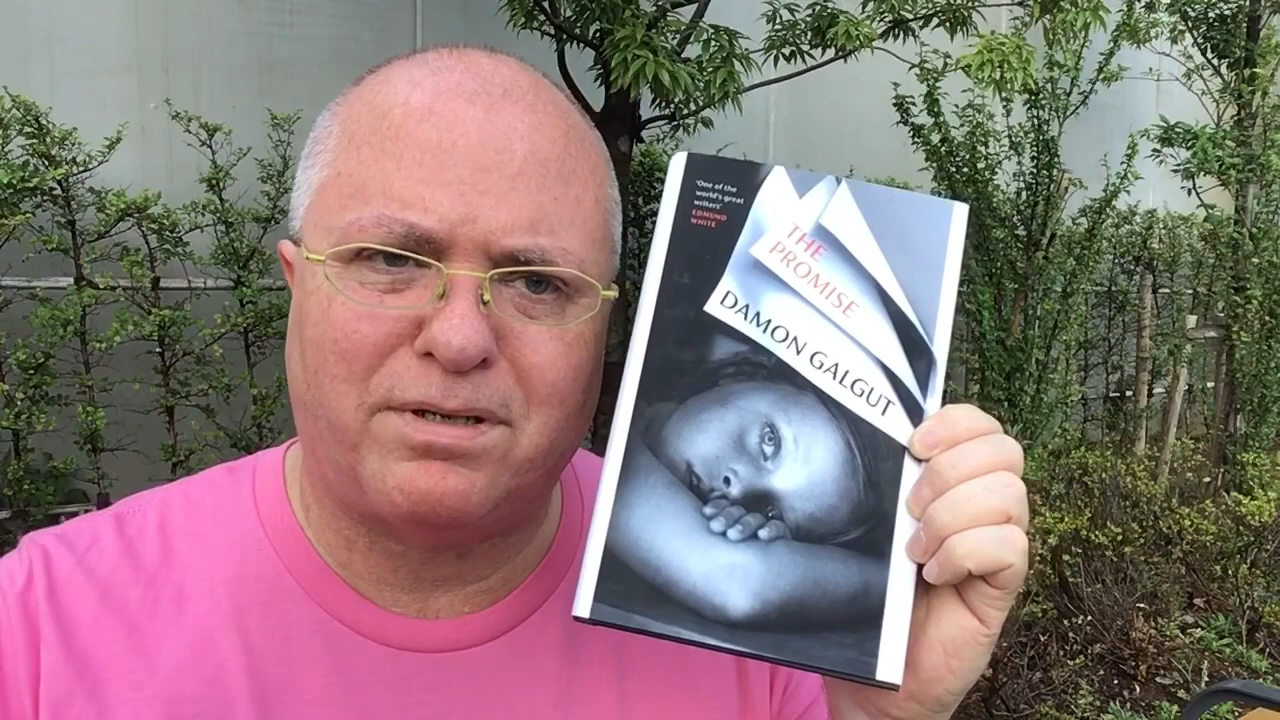 'One of the
world's great
writers'
EDMUND
WHITE
THE
PROMISE
DAMON GALGUT